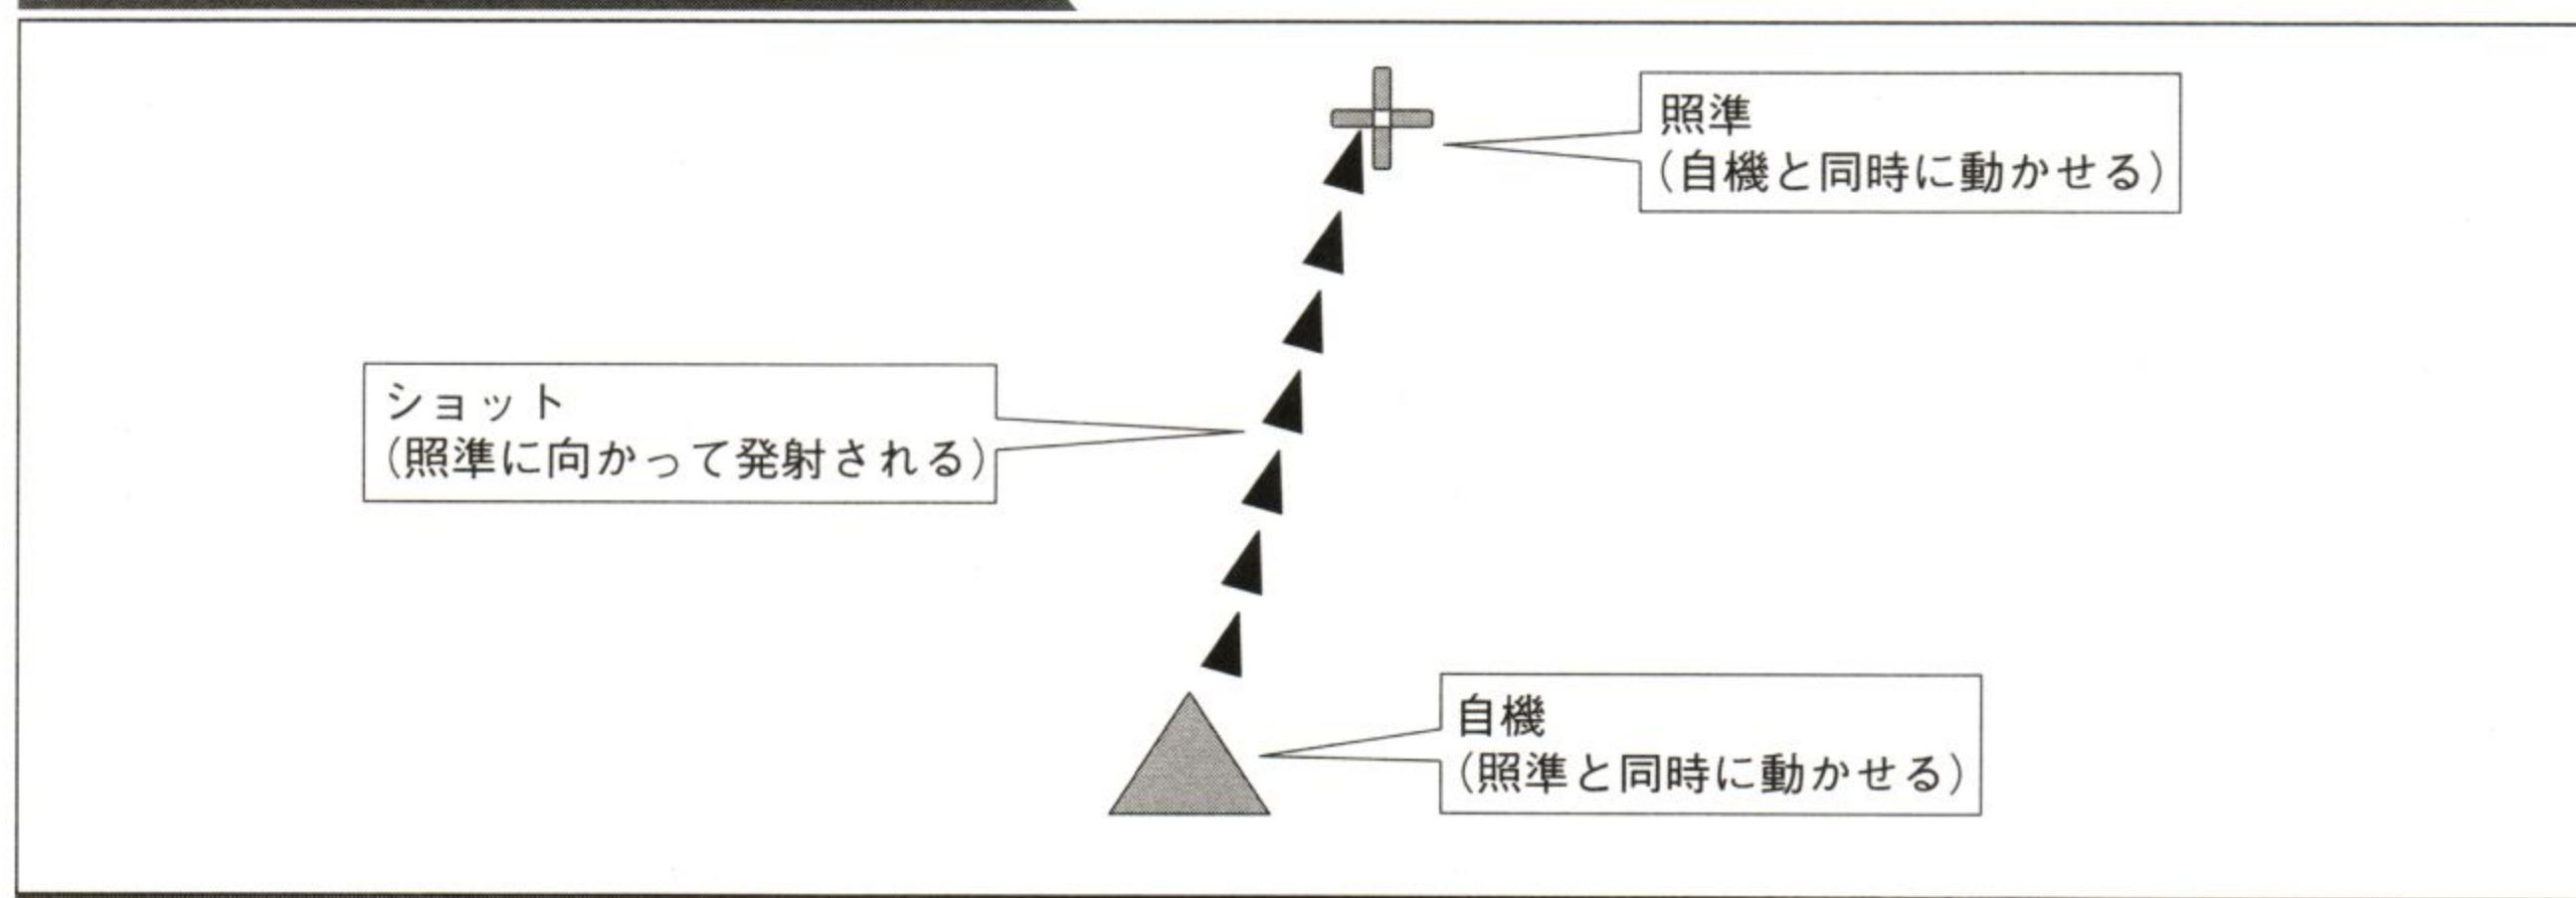 照準
(自機と同時に動かせる)
ショット
(照準に向かって発射される)
自機
(照準と同時に動かせる)